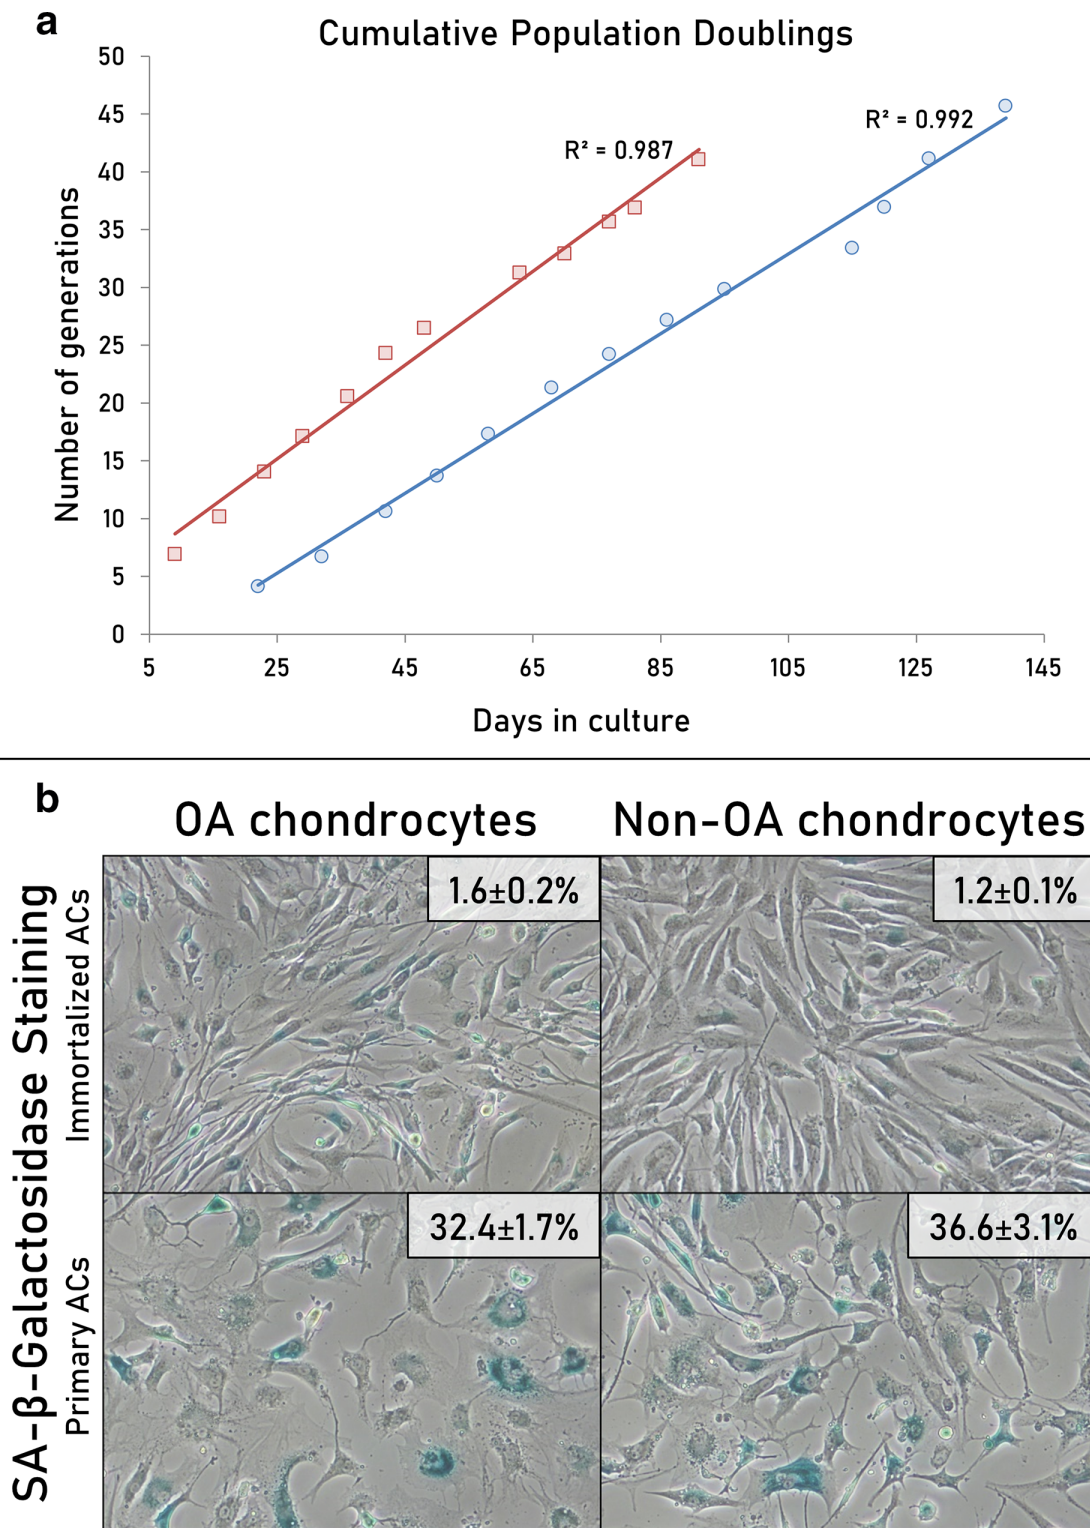 a
Cumulative Population Doublings
50
45
40
35
30
25
20
15
10
5
0
Number of generations
R² = 0.987
R² = 0.992
5 25 45 65 85 105 125 145
Days in culture
b
OA chondrocytes Non-OA chondrocytes
SA-β-Galactosidase Staining
Immortalized ACs
1.6±0.2% 1.2±0.1%
Primary ACs
32.4±1.7% 36.6±3.1%